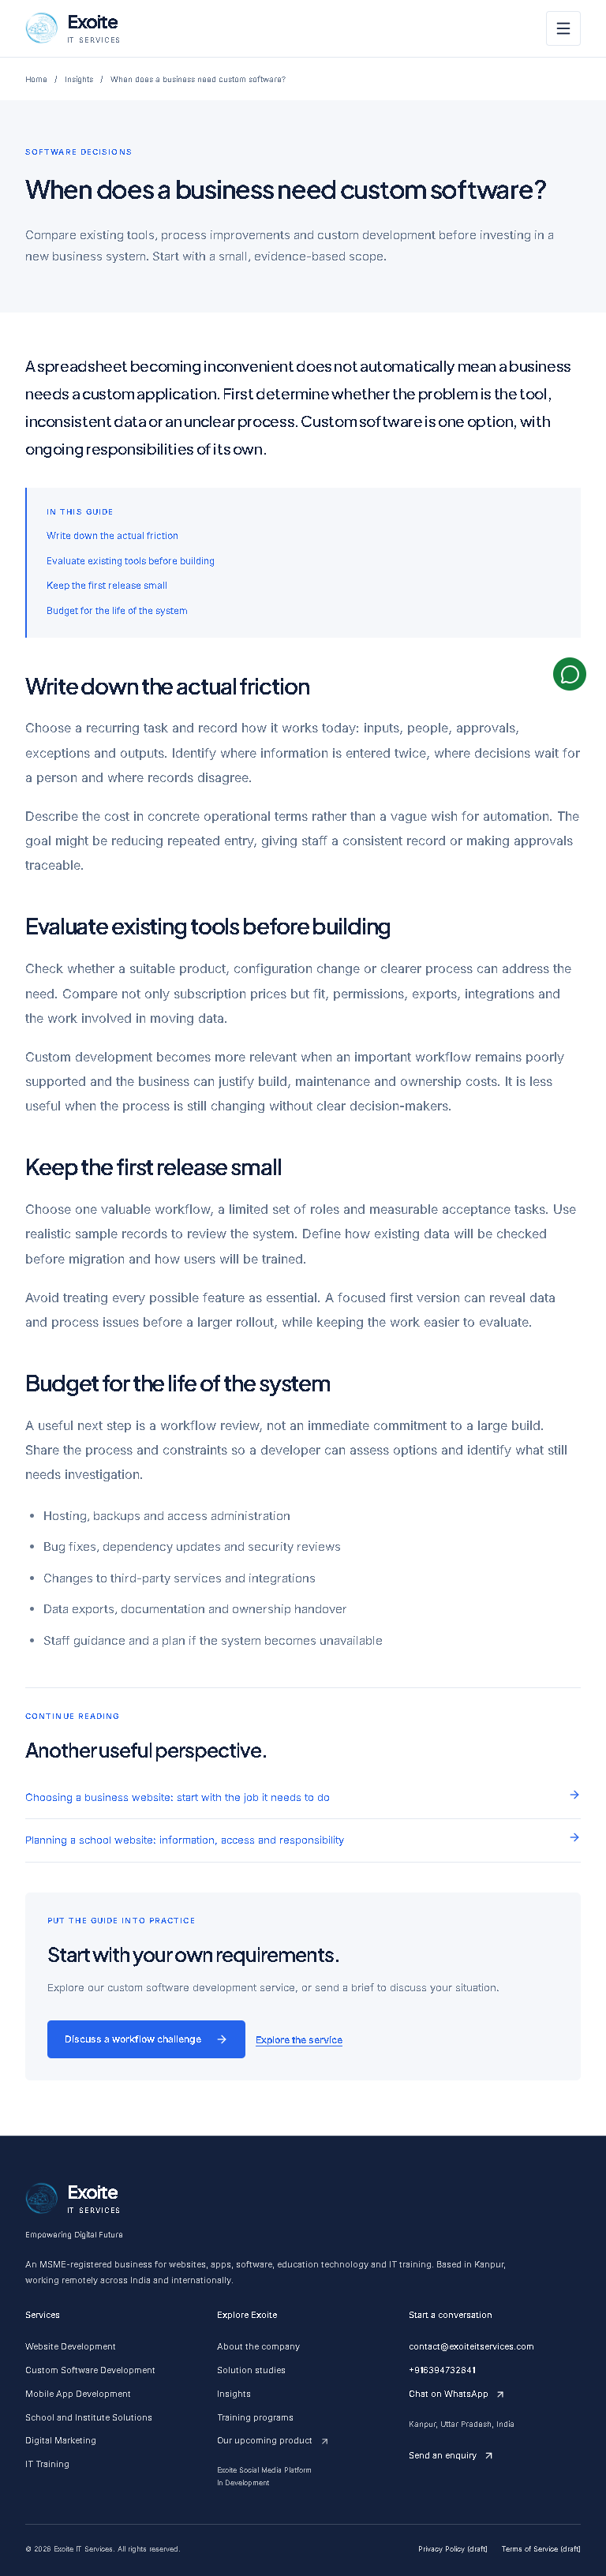 Exoite
IT SERVICES
Home / Insights / When does a business need custom software?
SOFTWARE DECISIONS
When does a business need custom software?
Compare existing tools, process improvements and custom development before investing in a
new business system. Start with a small, evidence-based scope.
A spreadsheet becoming inconvenient does not automatically mean a business
needs a custom application. First determine whether the problem is the tool,
inconsistent data or an unclear process. Custom software is one option, with
ongoing responsibilities of its own.
IN THIS GUIDE
Write down the actual friction
Evaluate existing tools before building
Keep the first release small
Budget for the life of the system
Write down the actual friction
Choose a recurring task and record how it works today: inputs, people, approvals,
exceptions and outputs. Identify where information is entered twice, where decisions wait for
a person and where records disagree.
Describe the cost in concrete operational terms rather than a vague wish for automation. The
goal might be reducing repeated entry, giving staff a consistent record or making approvals
traceable.
Evaluate existing tools before building
Check whether a suitable product, configuration change or clearer process can address the
need. Compare not only subscription prices but fit, permissions, exports, integrations and
the work involved in moving data.
Custom development becomes more relevant when an important workflow remains poorly
supported and the business can justify build, maintenance and ownership costs. It is less
useful when the process is still changing without clear decision-makers.
Keep the first release small
Choose one valuable workflow, a limited set of roles and measurable acceptance tasks. Use
realistic sample records to review the system. Define how existing data will be checked
before migration and how users will be trained.
Avoid treating every possible feature as essential. A focused first version can reveal data
and process issues before a larger rollout, while keeping the work easier to evaluate.
Budget for the life of the system
A useful next step is a workflow review, not an immediate commitment to a large build.
Share the process and constraints so a developer can assess options and identify what still
needs investigation.
• Hosting, backups and access administration
• Bug fixes, dependency updates and security reviews
• Changes to third-party services and integrations
• Data exports, documentation and ownership handover
• Staff guidance and a plan if the system becomes unavailable
CONTINUE READING
Another useful perspective.
Choosing a business website: start with the job it needs to do
Planning a school website: information, access and responsibility
PUT THE GUIDE INTO PRACTICE
Start with your own requirements.
Explore our custom software development service, or send a brief to discuss your situation.
Discuss a workflow challenge
Explore the service
Exoite
IT SERVICES
Empowering Digital Future
An MSME-registered business for websites, apps, software, education technology and IT training. Based in Kanpur,
working remotely across India and internationally.
Services
Website Development
Custom Software Development
Mobile App Development
School and Institute Solutions
Digital Marketing
IT Training
Explore Exoite
About the company
Solution studies
Insights
Training programs
Our upcoming product
Exoite Social Media Platform
In Development
Start a conversation
contact@exoiteitservices.com
+916394732841
Chat on WhatsApp
Kanpur, Uttar Pradesh, India
Send an enquiry
© 2026 Exoite IT Services. All rights reserved.
Privacy Policy (draft) Terms of Service (draft)